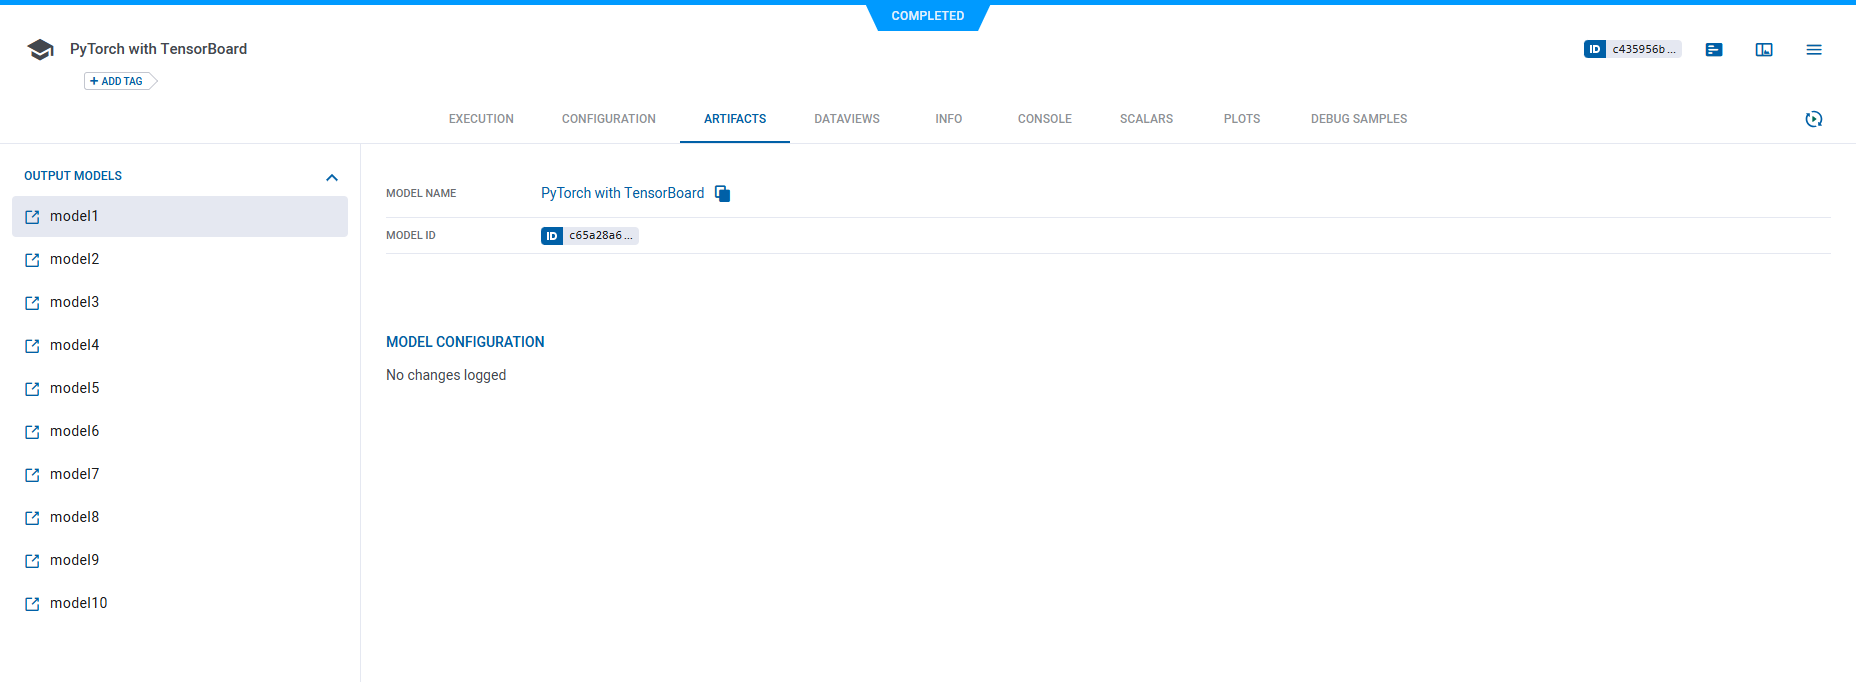 COMPLETED
PyTorch with TensorBoard
ID c435956b...
+ ADD TAG
EXECUTION CONFIGURATION ARTIFACTS DATAVIEWS INFO CONSOLE SCALARS PLOTS DEBUG SAMPLES
OUTPUT MODELS
model1
model2
model3
model4
model5
model6
model7
model8
model9
model10
MODEL NAME PyTorch with TensorBoard
MODEL ID ID c65a28a6...
MODEL CONFIGURATION
No changes logged